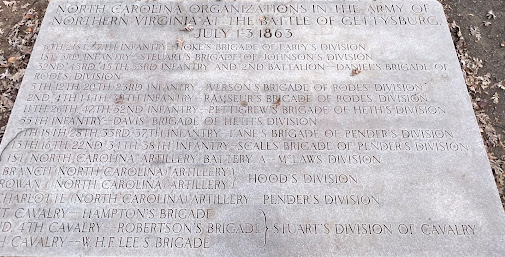 NORTH CAROLINA ORGANIZATIONS IN THE ARMY OF
NORTHERN VIRGINIA AT THE BATTLE OF GETTYSBURG,
JULY 1·3 1863
6TH 21ST 57TH INFANTRY—HOKE'S BRIGADE OF EARLY'S DIVISION
1ST 3RD INFANTRY—STEUART'S BRIGADE OF JOHNSON'S DIVISION
32ND 43RD 45TH 53RD INFANTRY AND 2ND BATTALION—DANIEL'S BRIGADE OF
RODES, DIVISION
5TH 12TH 20TH 23RD INFANTRY—IVERSON'S BRIGADE OF RODES, DIVISION
2ND 4TH 14TH 30TH INFANTRY—RAMSEUR'S BRIGADE OF RODES, DIVISION
47TH 52ND INFANTRY—PETTIGREW'S BRIGADE OF HETH'S DIVISION
55TH INFANTRY—DAVIS, BRIGADE OF HETH'S DIVISION
7TH 18TH 28TH 33RD 37TH INFANTRY—LANE'S BRIGADE OF PENDER'S DIVISION
13TH 16TH 22ND 34TH 38TH INFANTRY—SCALES, BRIGADE OF PENDER'S DIVISION
1ST NORTH CAROLINA ARTILLERY, BATTERY A—M'LAWS, DIVISION
BRANCH (NORTH CAROLINA) ARTILLERY }
ROWAN (NORTH CAROLINA) ARTILLERY } HOOD'S DIVISION
CHARLOTTE (NORTH CAROLINA) ARTILLERY—PENDER'S DIVISION
CAVALRY—HAMPTON'S BRIGADE
4TH CAVALRY—ROBERTSON'S BRIGADE } STUART'S DIVISION OF CAVALRY
CAVALRY—W.H.F. LEE'S BRIGADE